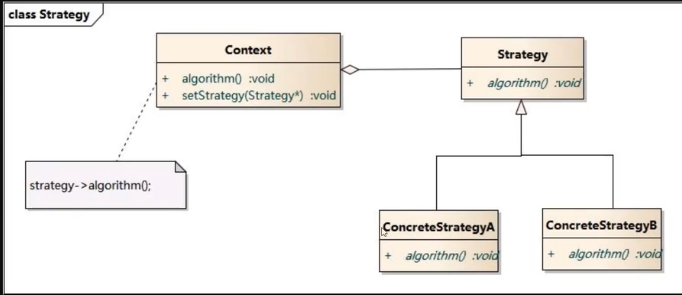 class Strategy
Context
+ algorithm() :void
+ setStrategy(Strategy*) :void
Strategy
+ algorithm() :void
strategy->algorithm();
ConcreteStrategyA
+ algorithm() :void
ConcreteStrategyB
+ algorithm() :void